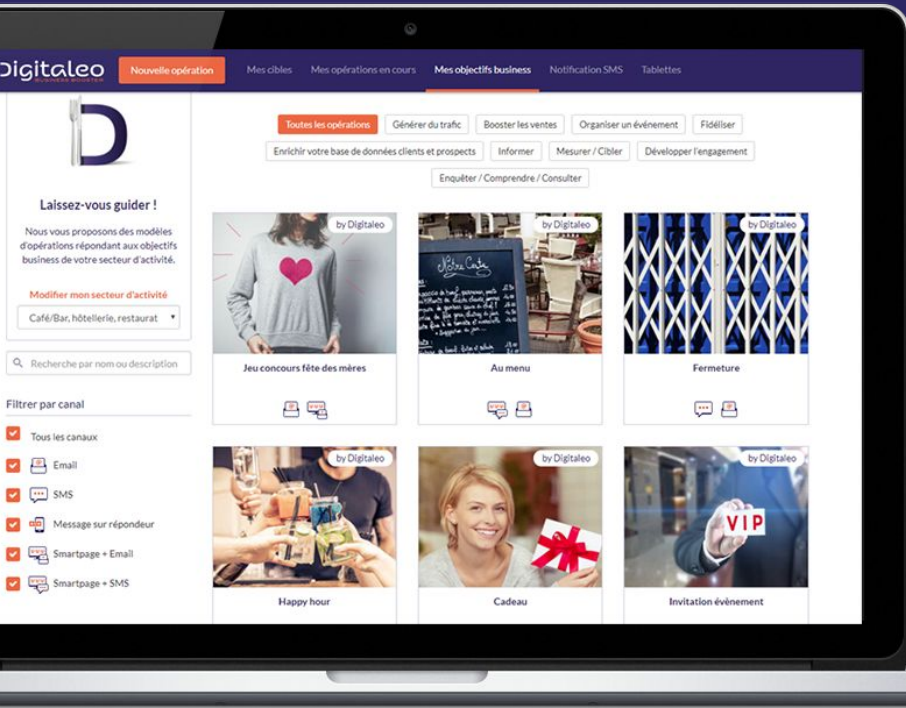 Digitaleo
BUSINESS BOOSTER
Nouvelle opération
Mes cibles
Mes opérations en cours
Mes objectifs business
Notification SMS
Tablettes
D
Laissez-vous guider !
Nous vous proposons des modèles
d'opérations répondant aux objectifs
business de votre secteur d'activité.
Modifier mon secteur d'activité
Café/Bar, hôtellerie, restaurat
Recherche par nom ou description
Filtrer par canal
Tous les canaux
Email
SMS
Message sur répondeur
Smartpage + Email
Smartpage + SMS
Toutes les opérations
Générer du trafic
Booster les ventes
Organiser un événement
Fidéliser
Enrichir votre base de données clients et prospects
Informer
Mesurer / Cibler
Développer l'engagement
Enquêter / Comprendre / Consulter
by Digitaleo
Jeu concours fête des mères
by Digitaleo
Notre Carte
Au menu
by Digitaleo
Fermeture
by Digitaleo
Happy hour
by Digitaleo
Cadeau
by Digitaleo
VIP
Invitation évènement